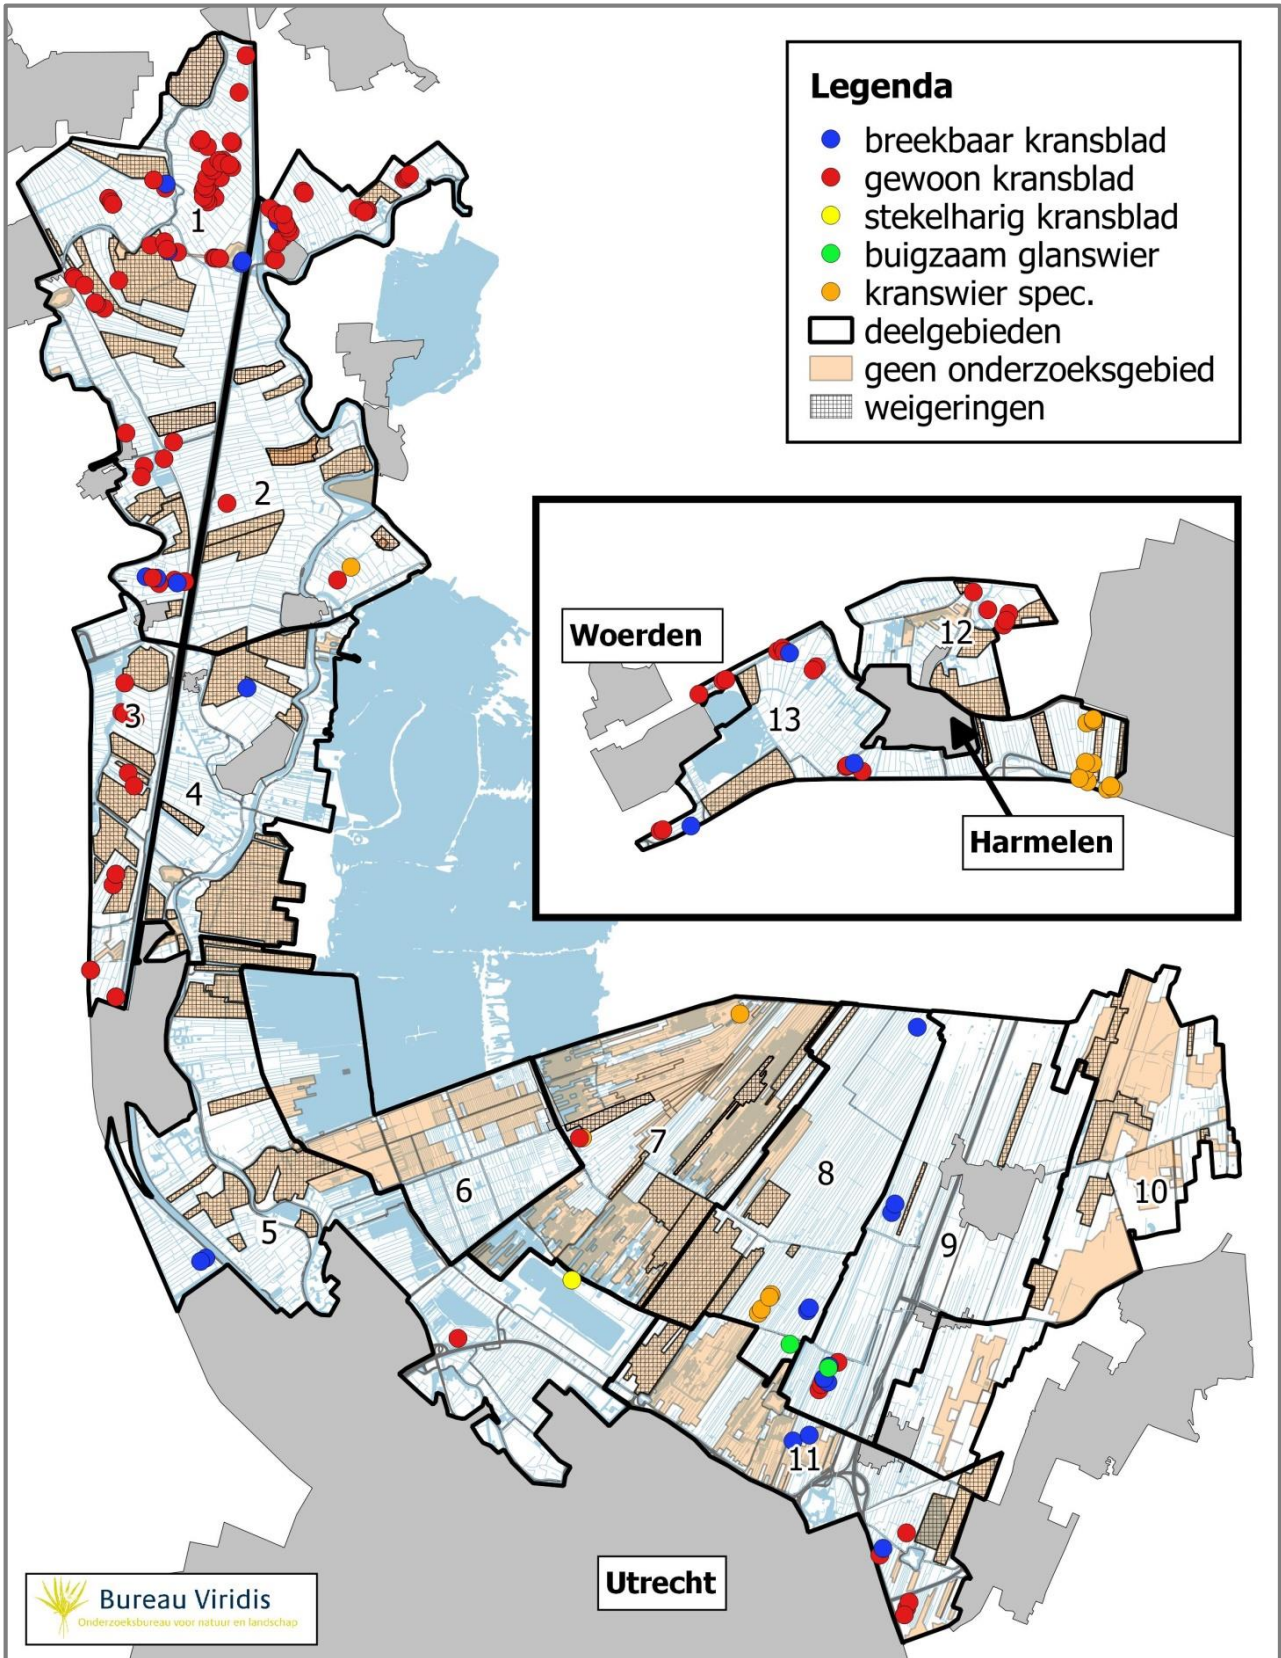 Legenda
breekbaar kransblad
gewoon kransblad
stekelharig kransblad
buigzaam glanswier
kranswier spec.
deelgebieden
geen onderzoeksgebied
weigeringen
1
2
Woerden
12
13
3
4
Harmelen
7
8
6
10
5
9
11
Utrecht
Bureau Viridis
Onderzoeksbureau voor natuur en landschap